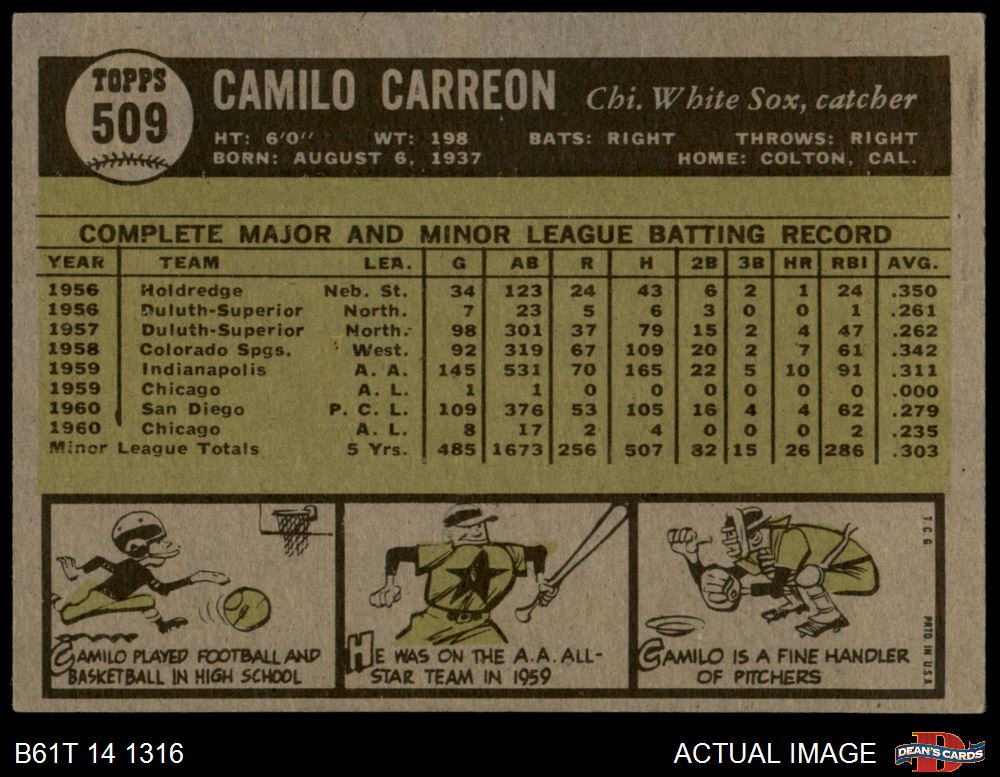 TOPPS
509
CAMILO CARREON Chi. White Sox, catcher
HT: 6'0" WT: 198 BATS: RIGHT THROWS: RIGHT
BORN: AUGUST 6, 1937 HOME: COLTON, CAL.
COMPLETE MAJOR AND MINOR LEAGUE BATTING RECORD
YEAR TEAM LEA. G AB R H 2B 3B HR RBI AVG.
1956 Holdredge Neb. St. 34 123 24 43 6 2 1 24 .350
1956 Duluth-Superior North. 7 23 5 6 3 0 0 1 .261
1957 Duluth-Superior North. 98 301 37 79 15 2 4 47 .262
1958 Colorado Spgs. West. 92 319 67 109 20 2 7 61 .342
1959 Indianapolis A. A. 145 531 70 165 22 5 10 91 .311
1959 Chicago A. L. 1 1 0 0 0 0 0 0 .000
1960 San Diego P. C. L. 109 376 53 105 16 4 4 62 .279
1960 Chicago A. L. 8 17 2 4 0 0 0 2 .235
Minor League Totals 5 Yrs. 485 1673 256 507 82 15 26 286 .303
CAMILO PLAYED FOOTBALL AND
BASKETBALL IN HIGH SCHOOL
HE WAS ON THE A.A. ALL-
STAR TEAM IN 1959
CAMILO IS A FINE HANDLER
OF PITCHERS
T.C.G.
PRTD. IN U.S.A.
B61T 14 1316
ACTUAL IMAGE
D
DEAN'S CARDS